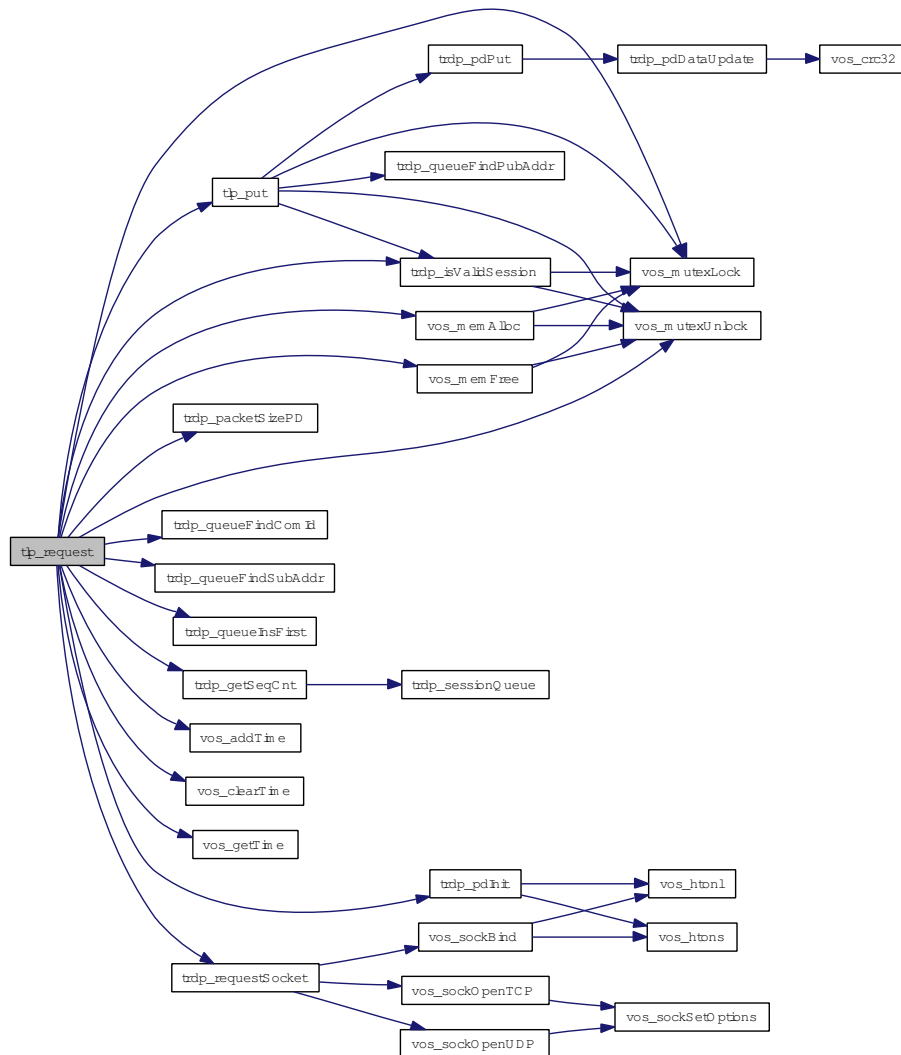 trdp_pdPut
trdp_pdDataUpdate
vos_crc32
trdp_queueFindPubAddr
tlp_put
trdp_isValidSession
vos_mutexLock
vos_memAlloc
vos_mutexUnlock
vos_memFree
trdp_packetSizePD
trdp_queueFindComId
tlp_request
trdp_queueFindSubAddr
trdp_queueInsFirst
trdp_getSeqCnt
trdp_sessionQueue
vos_addTime
vos_clearTime
vos_getTime
trdp_pdInit
vos_htonl
vos_sockBind
vos_htons
trdp_requestSocket
vos_sockOpenTCP
vos_sockSetOptions
vos_sockOpenUDP